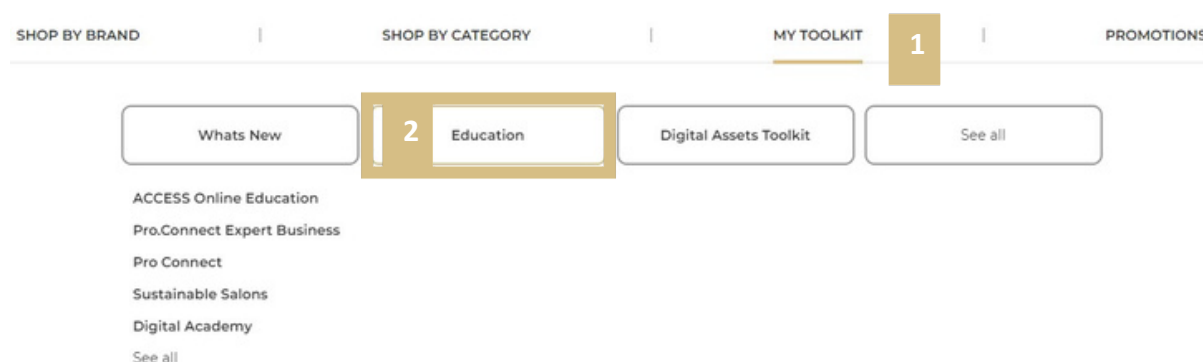 SHOP BY BRAND | SHOP BY CATEGORY | MY TOOLKIT 1 | PROMOTIONS
Whats New 2 Education Digital Assets Toolkit See all
ACCESS Online Education
Pro.Connect Expert Business
Pro Connect
Sustainable Salons
Digital Academy
See all